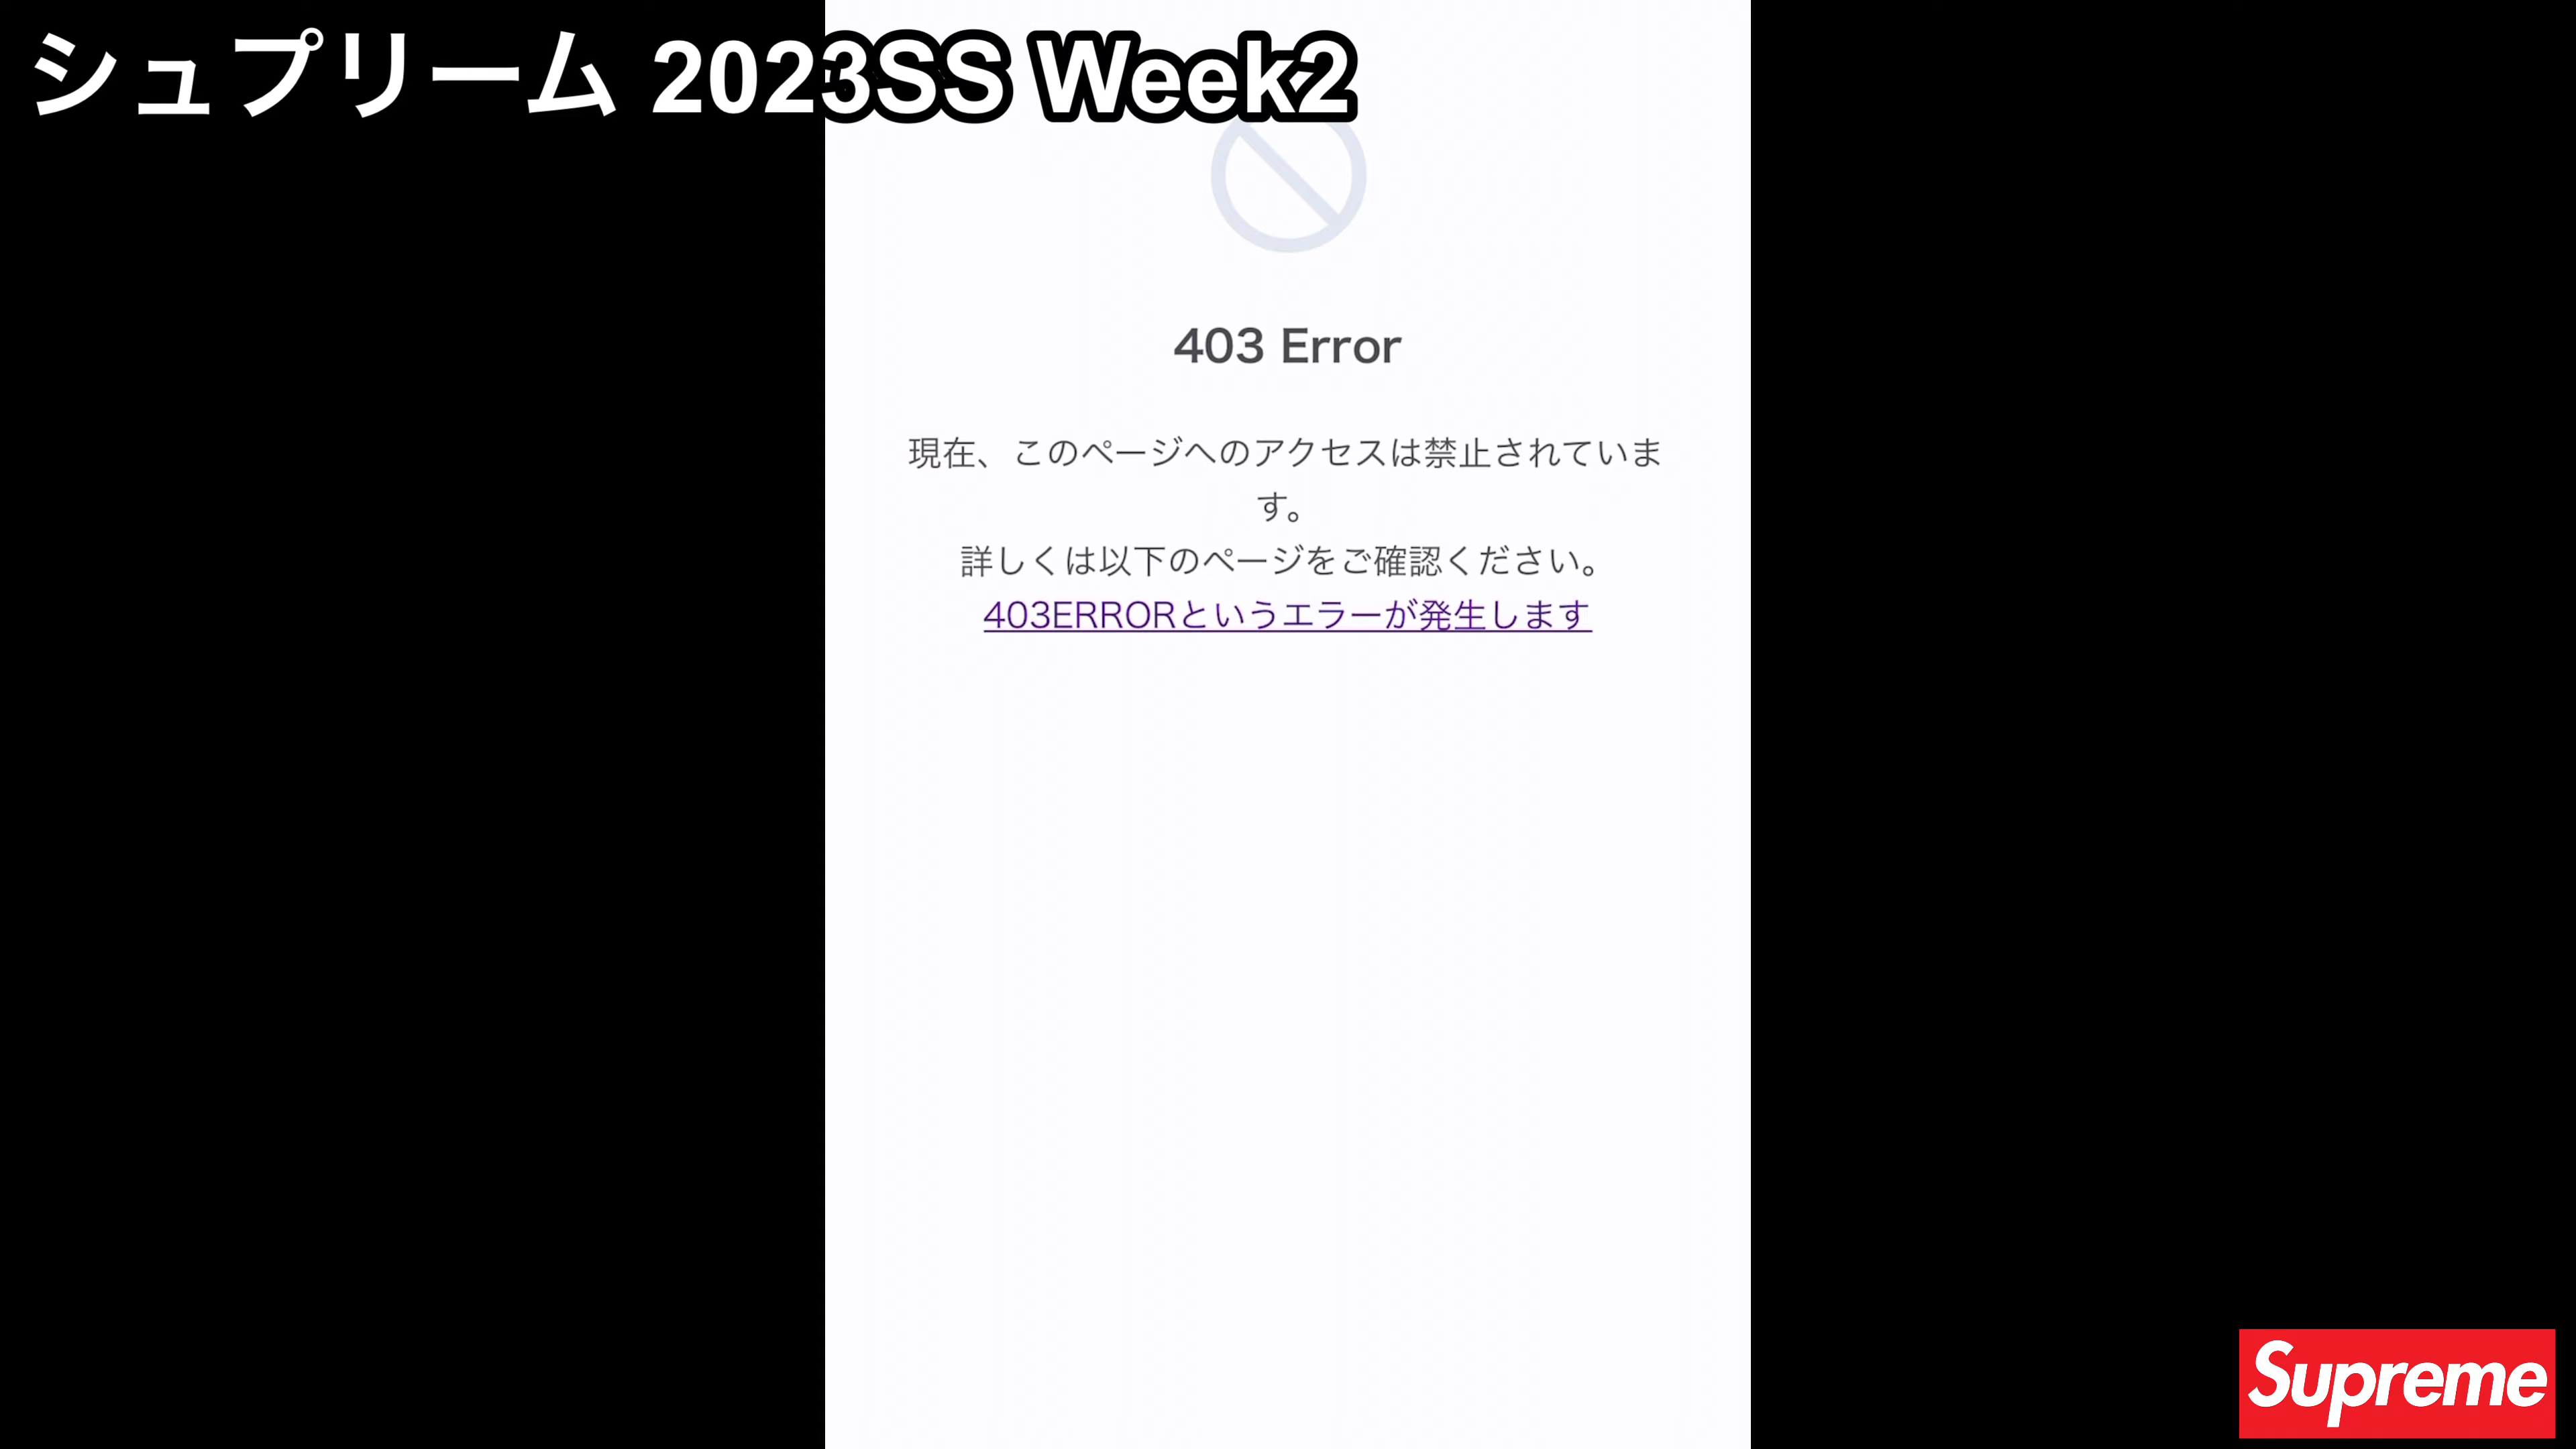 シュプリーム 2023SS Week2
403 Error
現在、このページへのアクセスは禁止されていま
す。
詳しくは以下のページをご確認ください。
403ERRORというエラーが発生します
Supreme